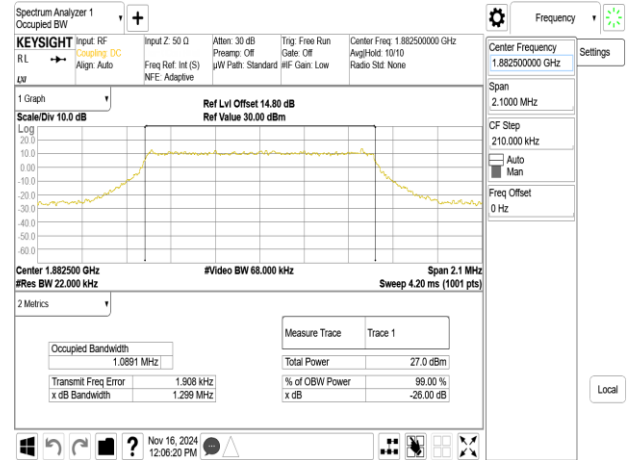 Spectrum Analyzer 1
Occupied BW
Frequency
KEYSIGHT Input: RF Input Z: 50 Ω Atten: 30 dB Trig: Free Run Center Freq: 1.882500000 GHz
RL Coupling: DC Preamp: Off Gate: Off Avg|Hold: 10/10
Align: Auto Freq Ref: Int (S) µW Path: Standard #IF Gain: Low Radio Std: None
NFE: Adaptive
LXI
1 Graph
Ref Lvl Offset 14.80 dB
Scale/Div 10.0 dB Ref Value 30.00 dBm
Log
20.0
10.0
0.00
-10.0
-20.0
-30.0
-40.0
-50.0
-60.0
Center 1.882500 GHz #Video BW 68.000 kHz Span 2.1 MHz
#Res BW 22.000 kHz Sweep 4.20 ms (1001 pts)
2 Metrics
Measure Trace Trace 1
Occupied Bandwidth
1.0891 MHz
Total Power 27.0 dBm
Transmit Freq Error 1.908 kHz % of OBW Power 99.00 %
x dB Bandwidth 1.299 MHz x dB -26.00 dB
Nov 16, 2024
12:06:20 PM
Center Frequency
1.882500000 GHz
Settings
Span
2.1000 MHz
CF Step
210.000 kHz
Auto
Man
Freq Offset
0 Hz
Local